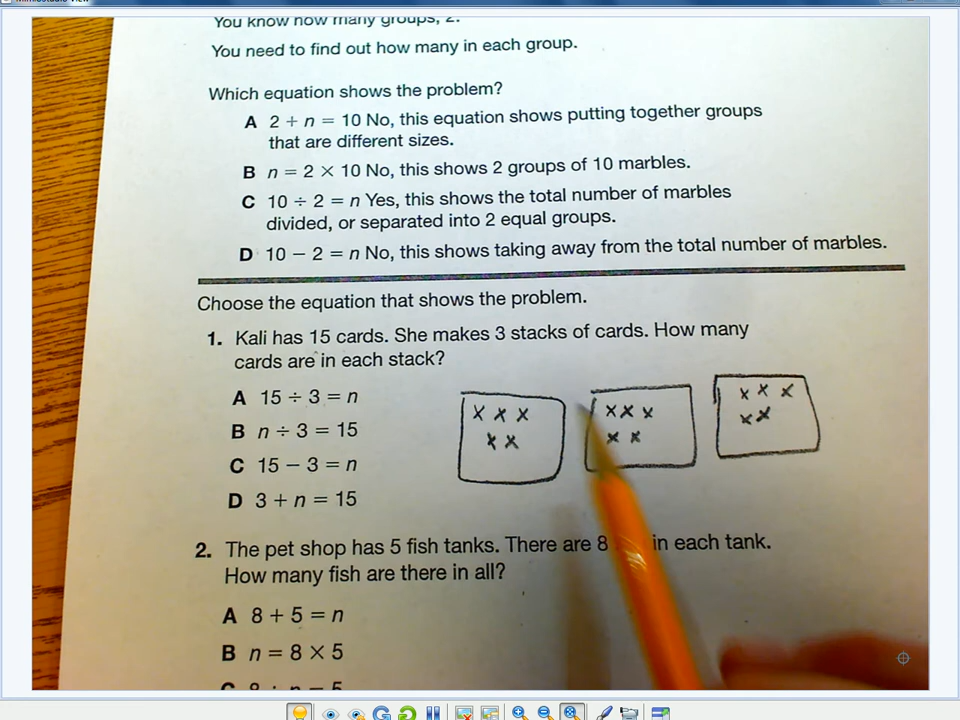 You know how many groups, 2.
You need to find out how many in each group.
Which equation shows the problem?
A 2 + n = 10 No, this equation shows putting together groups
that are different sizes.
B n = 2 × 10 No, this shows 2 groups of 10 marbles.
C 10 ÷ 2 = n Yes, this shows the total number of marbles
divided, or separated into 2 equal groups.
D 10 − 2 = n No, this shows taking away from the total number of marbles.
Choose the equation that shows the problem.
1. Kali has 15 cards. She makes 3 stacks of cards. How many
cards are in each stack?
A 15 ÷ 3 = n
B n ÷ 3 = 15
C 15 − 3 = n
D 3 + n = 15
x x x
x x
x x x
x x
x x x
x x
2. The pet shop has 5 fish tanks. There are 8 in each tank.
How many fish are there in all?
A 8 + 5 = n
B n = 8 × 5